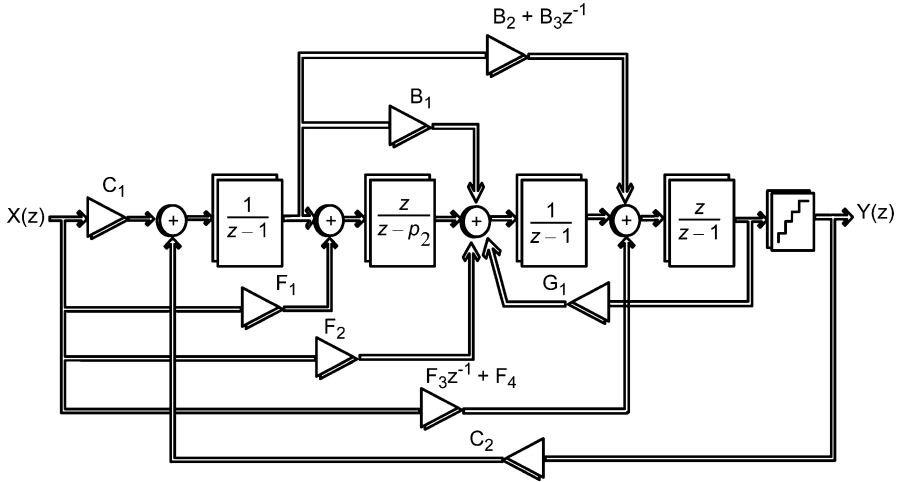 B₂ + B₃z⁻¹
B₁
C₁
X(z)
+
1
z – 1
+
z
z – p₂
+
1
z – 1
+
z
z – 1
Y(z)
F₁
G₁
F₂
F₃z⁻¹ + F₄
C₂